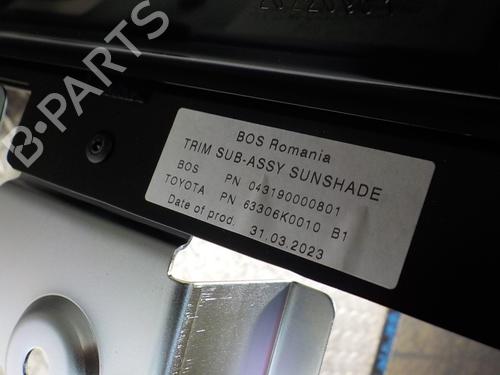 BOS Romania
TRIM SUB-ASSY SUNSHADE
BOS PN 043190000801
TOYOTA PN 63306K0010 B1
Date of prod. 31.03.2023